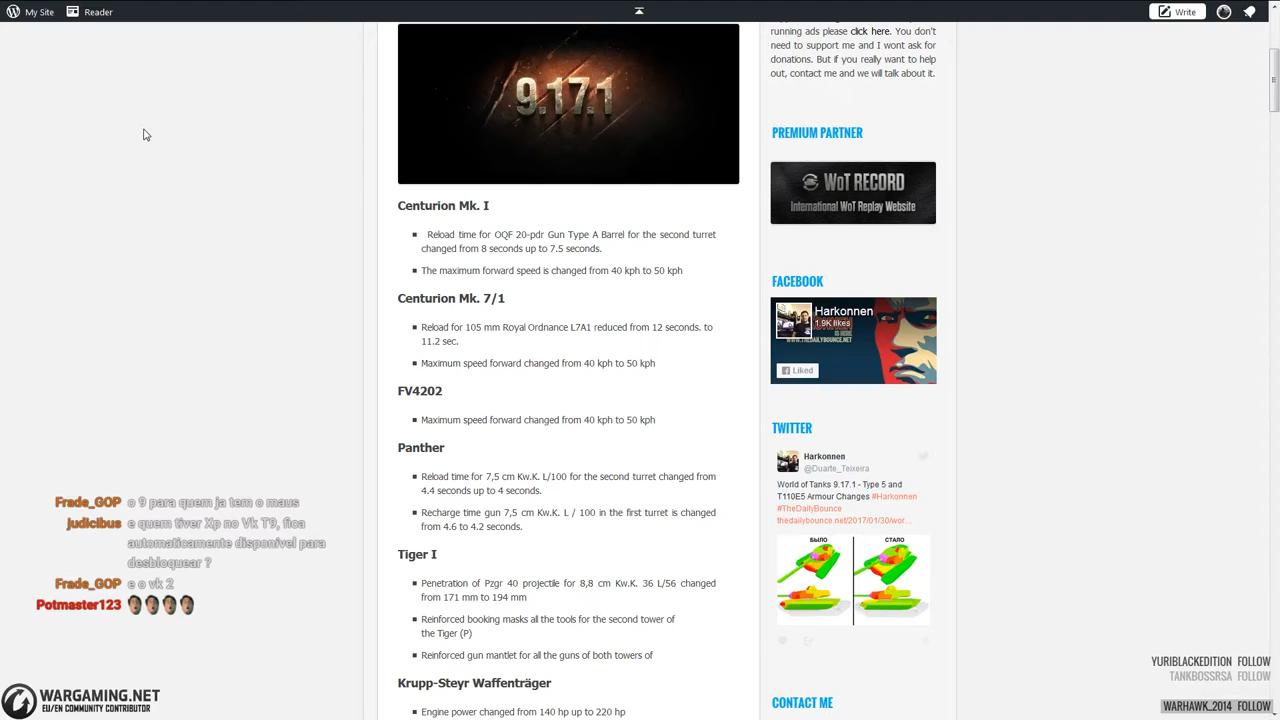 My Site
Reader
Write
9.17.1
Centurion Mk. I
Reload time for OQF 20-pdr Gun Type A Barrel for the second turret
changed from 8 seconds up to 7.5 seconds.
The maximum forward speed is changed from 40 kph to 50 kph
Centurion Mk. 7/1
Reload for 105 mm Royal Ordnance L7A1 reduced from 12 seconds. to
11.2 sec.
Maximum speed forward changed from 40 kph to 50 kph
FV4202
Maximum speed forward changed from 40 kph to 50 kph
Panther
Reload time for 7,5 cm Kw.K. L/100 for the second turret changed from
4.4 seconds up to 4 seconds.
Recharge time gun 7,5 cm Kw.K. L / 100 in the first turret is changed
from 4.6 to 4.2 seconds.
Tiger I
Penetration of Pzgr 40 projectile for 8,8 cm Kw.K. 36 L/56 changed
from 171 mm to 194 mm
Reinforced booking masks all the tools for the second tower of
the Tiger (P)
Reinforced gun mantlet for all the guns of both towers of
Krupp-Steyr Waffenträger
Engine power changed from 140 hp up to 220 hp
running ads please click here. You don't
need to support me and I wont ask for
donations. But if you really want to help
out, contact me and we will talk about it.
PREMIUM PARTNER
WoT RECORD
International WoT Replay Website
FACEBOOK
Harkonnen
1.9K likes
WWW.THEDAILYBOUNCE.NET
Liked
TWITTER
Harkonnen
@Duarte_Teixeira
World of Tanks 9.17.1 - Type 5 and
T110E5 Armour Changes #Harkonnen
#TheDailyBounce
thedailybounce.net/2017/01/30/wor...
БЫЛО
СТАЛО
CONTACT ME
Frade_GOP o 9 para quem ja tem o maus
judicibus e quem tiver Xp no Vk T9, fica
automaticamente disponivel para
desbloquear ?
Frade_GOP e o vk 2
Potmaster123
WARGAMING.NET
EU/EN COMMUNITY CONTRIBUTOR
YURIBLACKEDITION FOLLOW
TANKBOSSRSA FOLLOW
WARHAWK_2014 FOLLOW